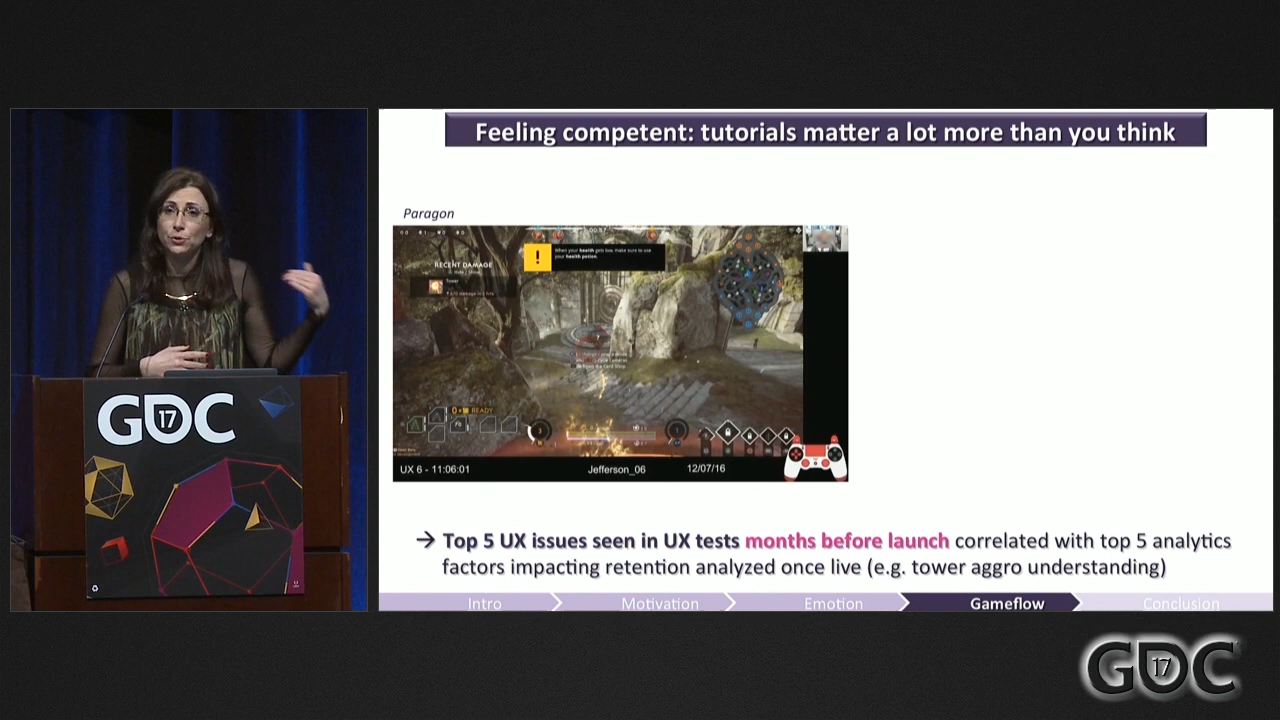 Feeling competent: tutorials matter a lot more than you think
Paragon
RECENT DAMAGE
Tower
When your health gets low, make sure to use
your health potion.
READY
UX 6 - 11:06:01 Jefferson_06 12/07/16
→ Top 5 UX issues seen in UX tests months before launch correlated with top 5 analytics
factors impacting retention analyzed once live (e.g. tower aggro understanding)
Intro Motivation Emotion Gameflow Conclusion
GDC 17
GDC 17